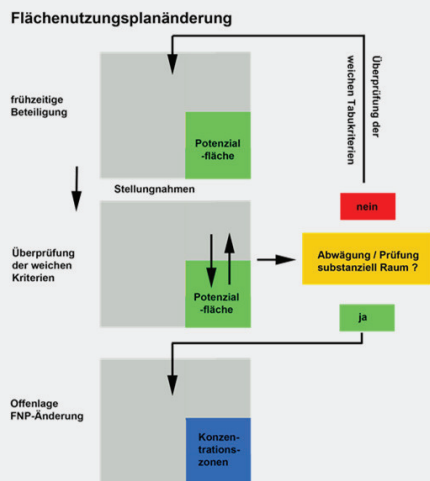 Flächenutzungsplanänderung
frühzeitige
Beteiligung
Potenzial
-fläche
Überprüfung der
weichen Tabukriterien
Stellungnahmen
nein
Überprüfung
der weichen
Kriterien
Potenzial
-fläche
Abwägung / Prüfung
substanziell Raum ?
ja
Offenlage
FNP-Änderung
Konzen-
trations-
zonen